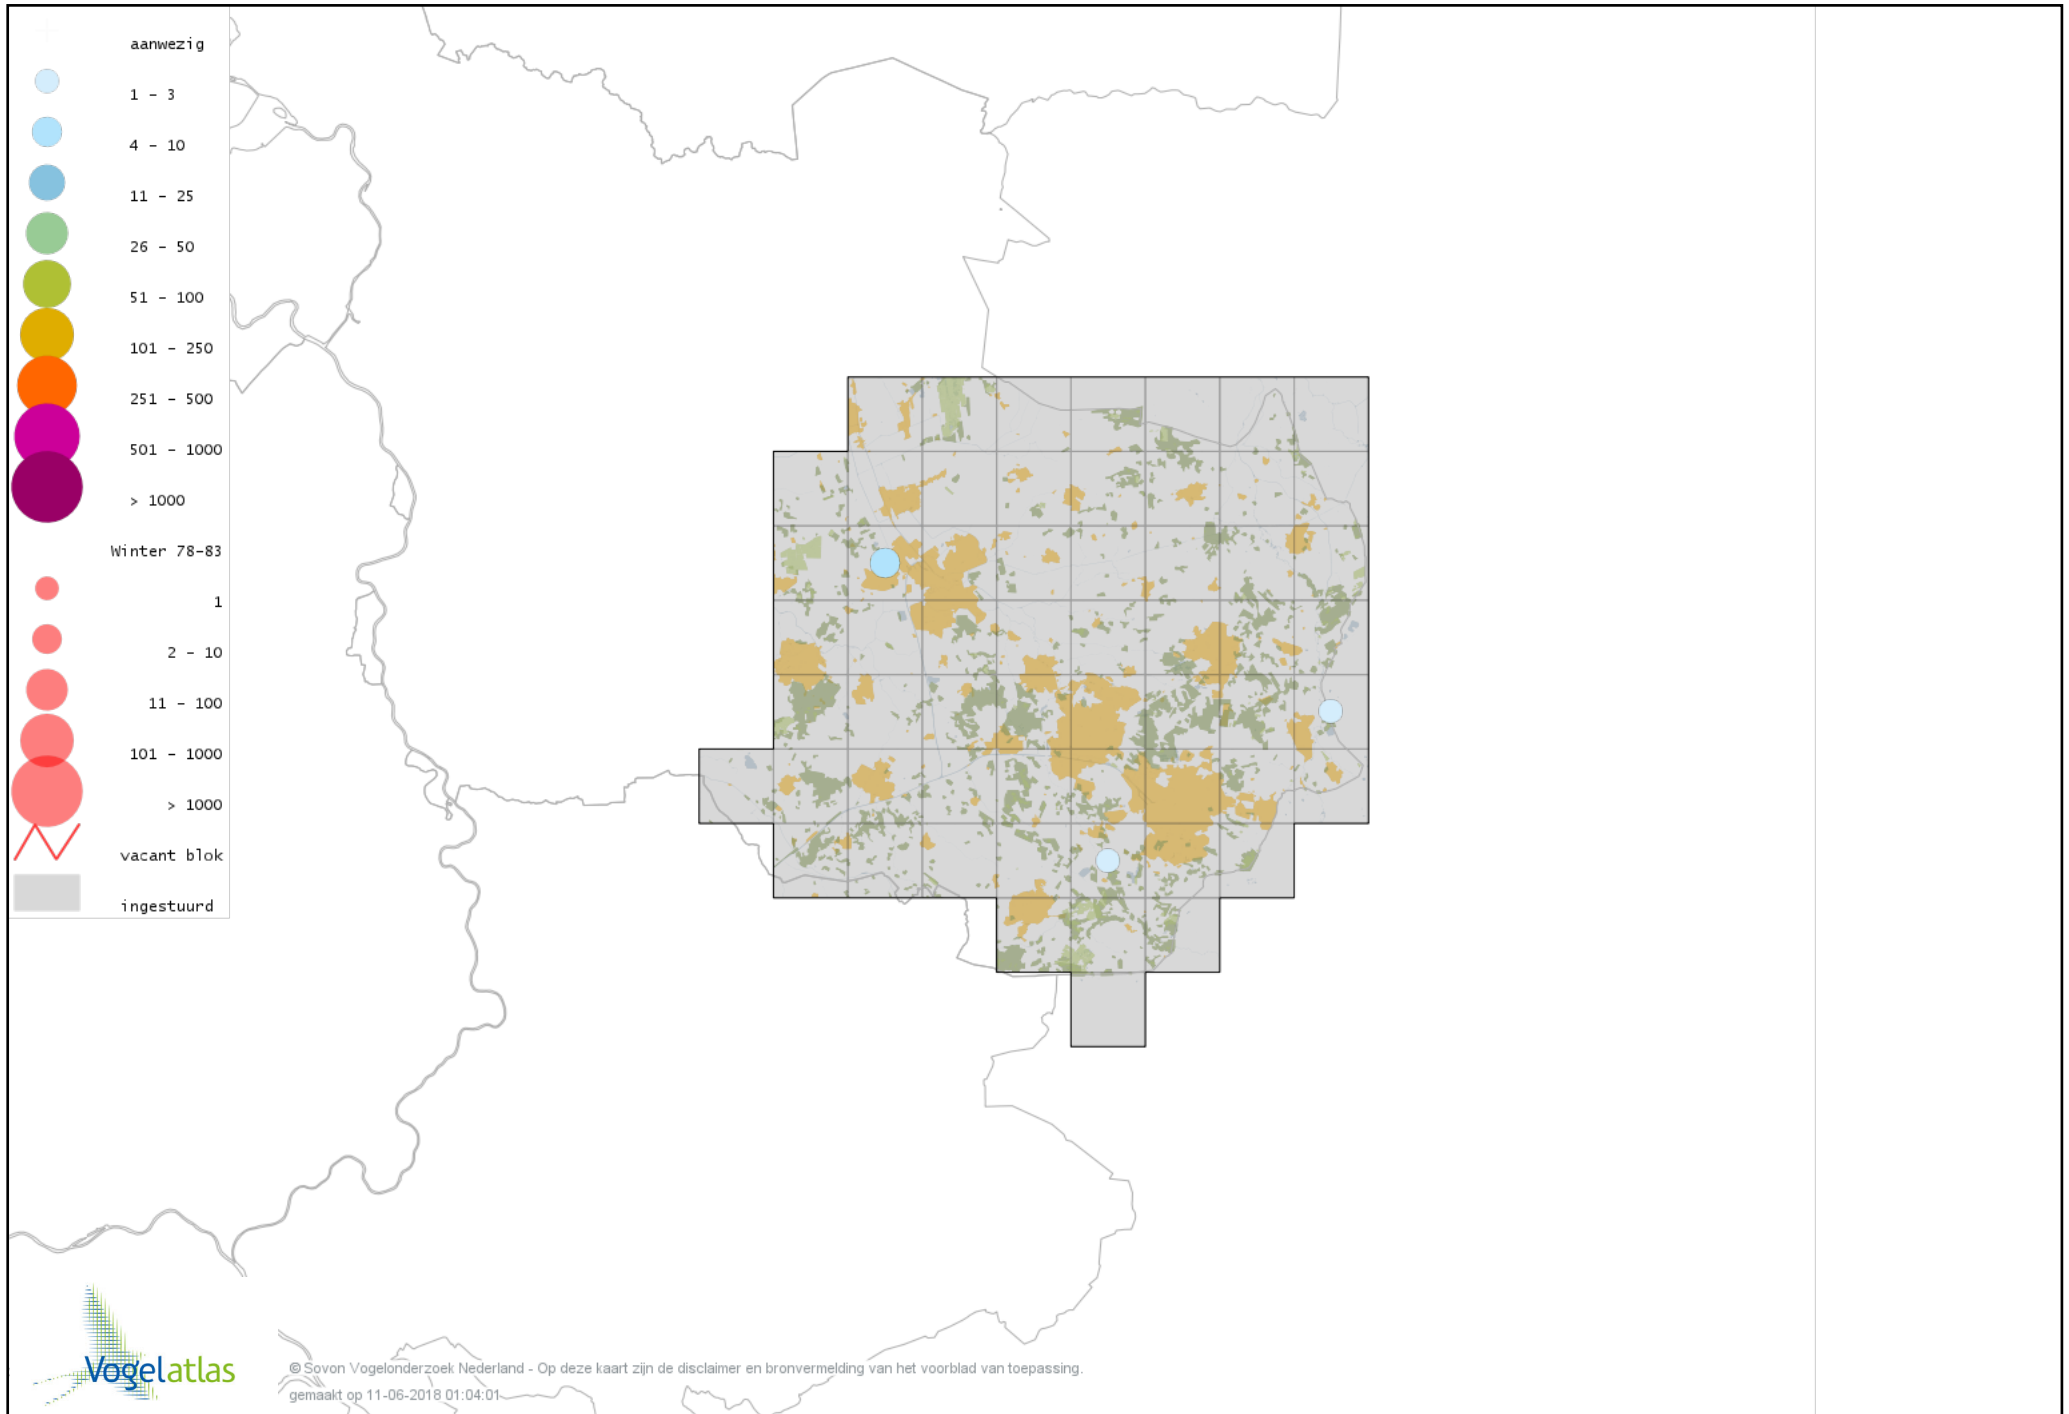 aanwezig
1 - 3
4 - 10
11 - 25
26 - 50
51 - 100
101 - 250
251 - 500
501 - 1000
> 1000
Winter 78-83
1
2 - 10
11 - 100
101 - 1000
> 1000
vacant blok
ingestuurd
Vogelatlas
© Sovon Vogelonderzoek Nederland - Op deze kaart zijn de disclaimer en bronvermelding van het voorblad van toepassing.
gemaakt op 11-06-2018 01:04:01